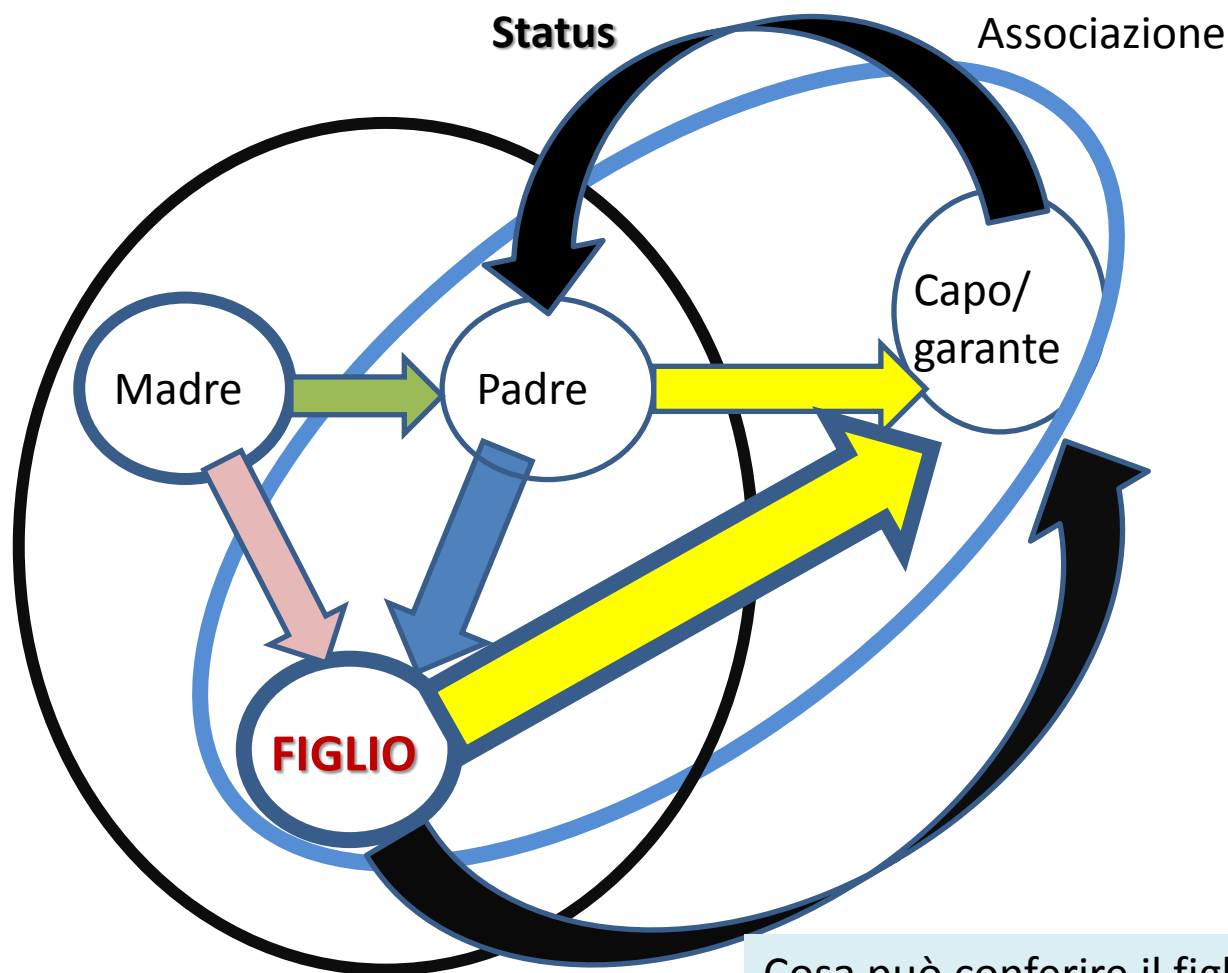 Status
Associazione
Capo/
garante
Madre
Padre
FIGLIO
Cosa può conferire il figl